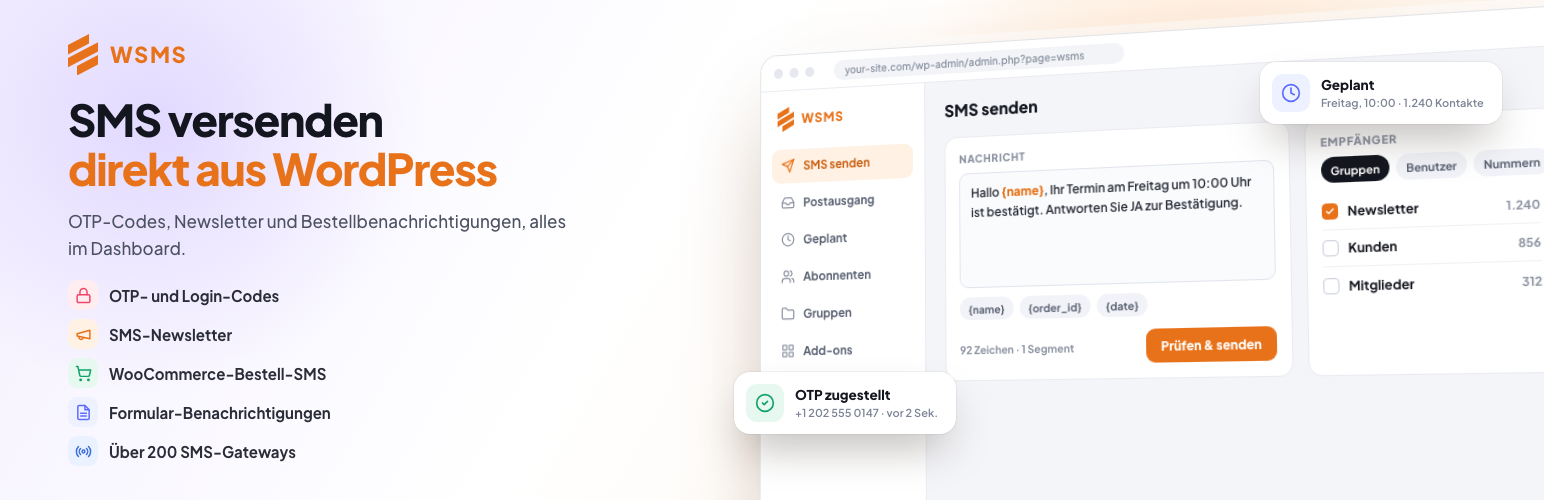 WSMS
SMS versenden
direkt aus WordPress
OTP-Codes, Newsletter und Bestellbenachrichtigungen, alles
im Dashboard.
OTP- und Login-Codes
SMS-Newsletter
WooCommerce-Bestell-SMS
Formular-Benachrichtigungen
Über 200 SMS-Gateways
your-site.com/wp-admin/admin.php?page=wsms
WSMS
SMS senden
Postausgang
Geplant
Abonnenten
Gruppen
Add-ons
SMS senden
NACHRICHT
Hallo {name}, Ihr Termin am Freitag um 10:00 Uhr
ist bestätigt. Antworten Sie JA zur Bestätigung.
{name} {order_id} {date}
92 Zeichen · 1 Segment
Prüfen & senden
Geplant
Freitag, 10:00 · 1.240 Kontakte
EMPFÄNGER
Gruppen Benutzer Nummern
Newsletter 1.240
Kunden 856
Mitglieder 312
OTP zugestellt
+1 202 555 0147 · vor 2 Sek.